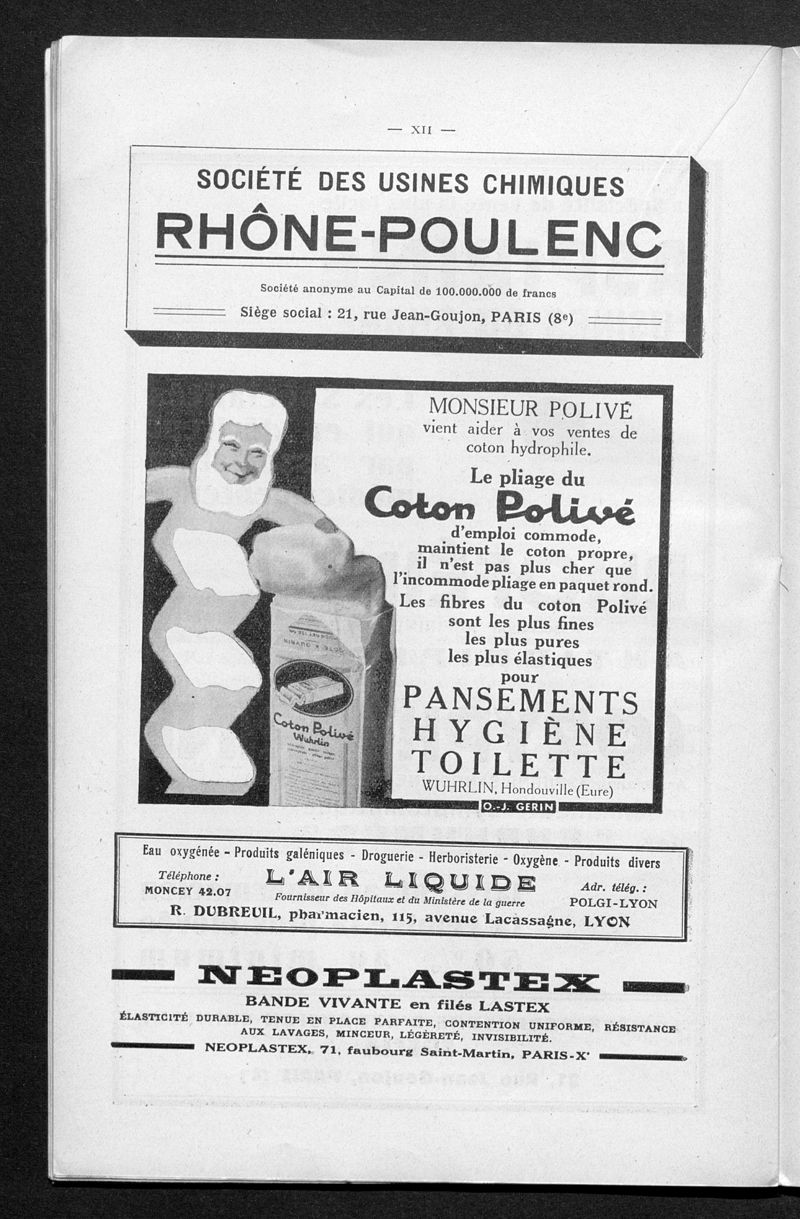 — XII —
SOCIÉTÉ DES USINES CHIMIQUES
RHÔNE-POULENC
Société anonyme au Capital de 100.000.000 de francs
Siège social : 21, rue Jean-Goujon, PARIS (8e)
MONSIEUR POLIVÉ
vient aider à vos ventes de
coton hydrophile.
Le pliage du
Coton Polivé
d'emploi commode,
maintient le coton propre,
il n'est pas plus cher que
l'incommode pliage en paquet rond.
Les fibres du coton Polivé
sont les plus fines
les plus pures
les plus élastiques
pour
PANSEMENTS
HYGIÈNE
TOILETTE
WUHRLIN, Hondouville (Eure)
O.-J. GERIN
Coton Polivé
Wuhrlin
Eau oxygénée - Produits galéniques - Droguerie - Herboristerie - Oxygène - Produits divers
Téléphone :
MONCEY 42.07
L'AIR LIQUIDE
Fournisseur des Hôpitaux et du Ministère de la guerre
Adr. télég. :
POLGI-LYON
R. DUBREUIL, pharmacien, 115, avenue Lacassagne, LYON
NEOPLASTEX
BANDE VIVANTE en filés LASTEX
ÉLASTICITÉ DURABLE, TENUE EN PLACE PARFAITE, CONTENTION UNIFORME, RÉSISTANCE
AUX LAVAGES, MINCEUR, LÉGÈRETÉ, INVISIBILITÉ.
NEOPLASTEX, 71, faubourg Saint-Martin, PARIS-Xe